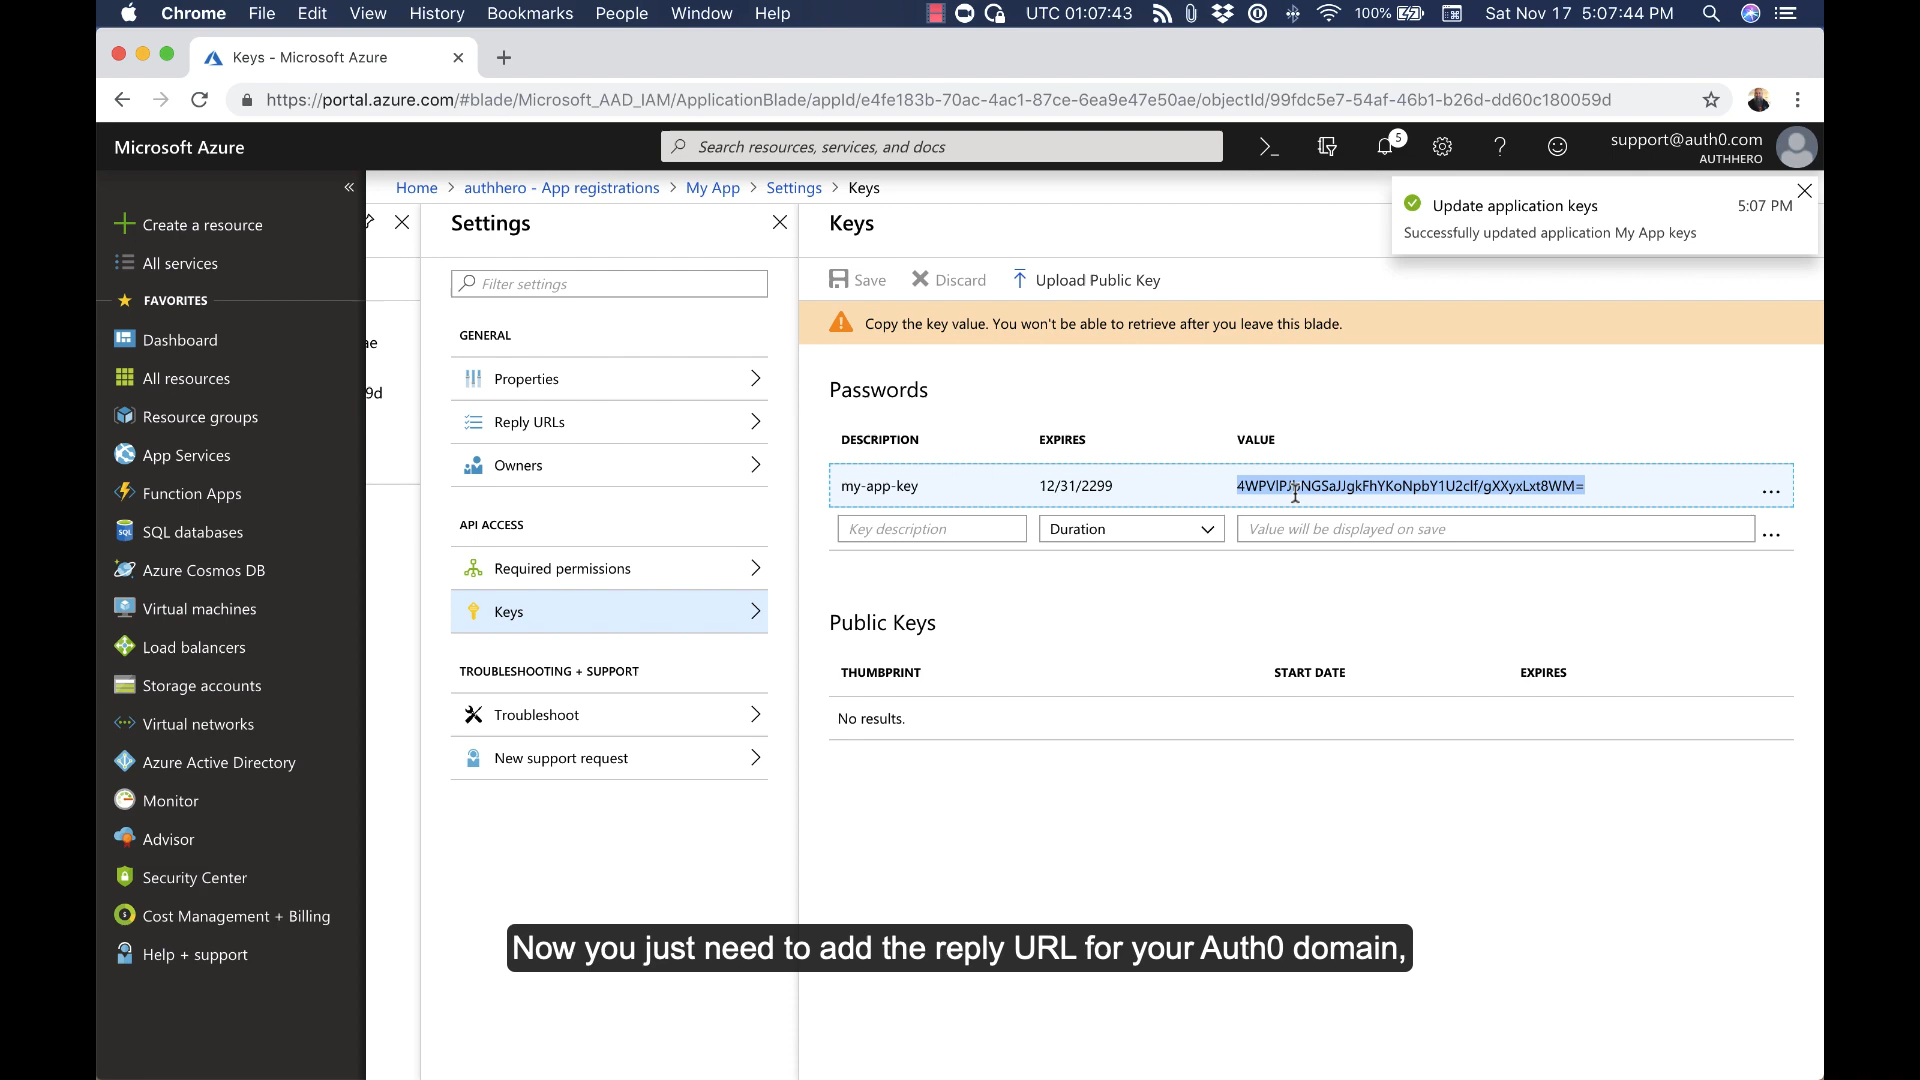 Chrome File Edit View History Bookmarks People Window Help UTC 01:07:43 100% Sat Nov 17 5:07:44 PM
Keys - Microsoft Azure
https://portal.azure.com/#blade/Microsoft_AAD_IAM/ApplicationBlade/appId/e4fe183b-70ac-4ac1-87ce-6ea9e47e50ae/objectId/99fdc5e7-54af-46b1-b26d-dd60c180059d
Microsoft Azure
Search resources, services, and docs
5
support@auth0.com
AUTHHERO
Home > authhero - App registrations > My App > Settings > Keys
Update application keys 5:07 PM
Successfully updated application My App keys
Create a resource
All services
FAVORITES
Dashboard
All resources
Resource groups
App Services
Function Apps
SQL databases
Azure Cosmos DB
Virtual machines
Load balancers
Storage accounts
Virtual networks
Azure Active Directory
Monitor
Advisor
Security Center
Cost Management + Billing
Help + support
ae
9d
Settings
Filter settings
GENERAL
Properties
Reply URLs
Owners
API ACCESS
Required permissions
Keys
TROUBLESHOOTING + SUPPORT
Troubleshoot
New support request
Keys
Save Discard Upload Public Key
Copy the key value. You won't be able to retrieve after you leave this blade.
Passwords
DESCRIPTION EXPIRES VALUE
my-app-key 12/31/2299
Key description Duration Value will be displayed on save
Public Keys
THUMBPRINT START DATE EXPIRES
No results.
Now you just need to add the reply URL for your Auth0 domain,